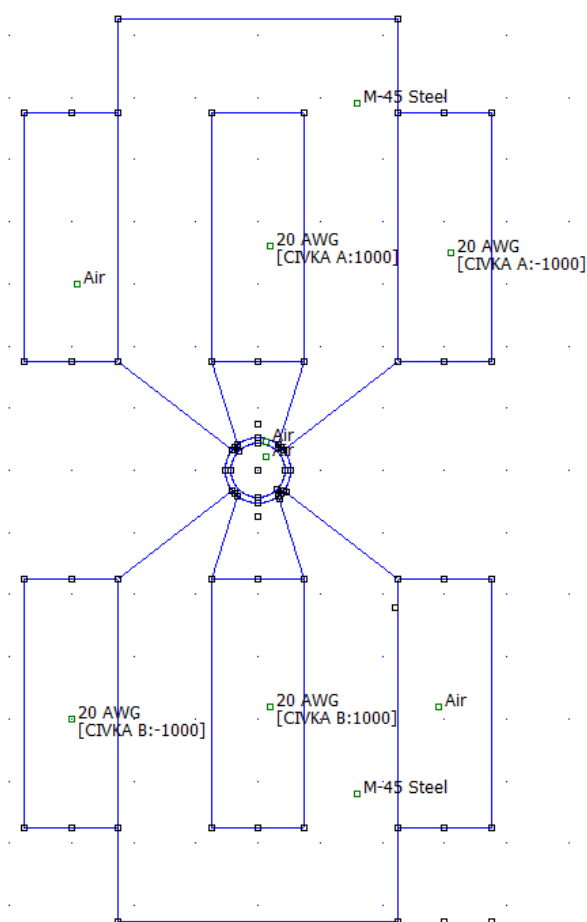 M-45 Steel
20 AWG
[CIVKA A:1000]
20 AWG
[CIVKA A:-1000]
Air
Air
Air
20 AWG
[CIVKA B:-1000]
20 AWG
[CIVKA B:1000]
Air
M-45 Steel